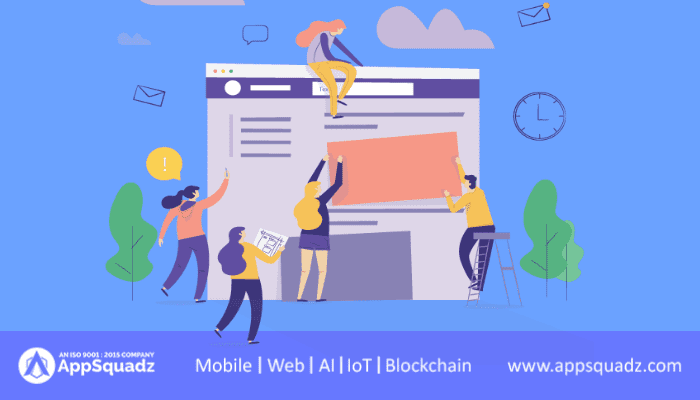 !
AN ISO 9001 : 2015 COMPANY
AppSquadz
Mobile | Web | AI | IoT | Blockchain
www.appsquadz.com